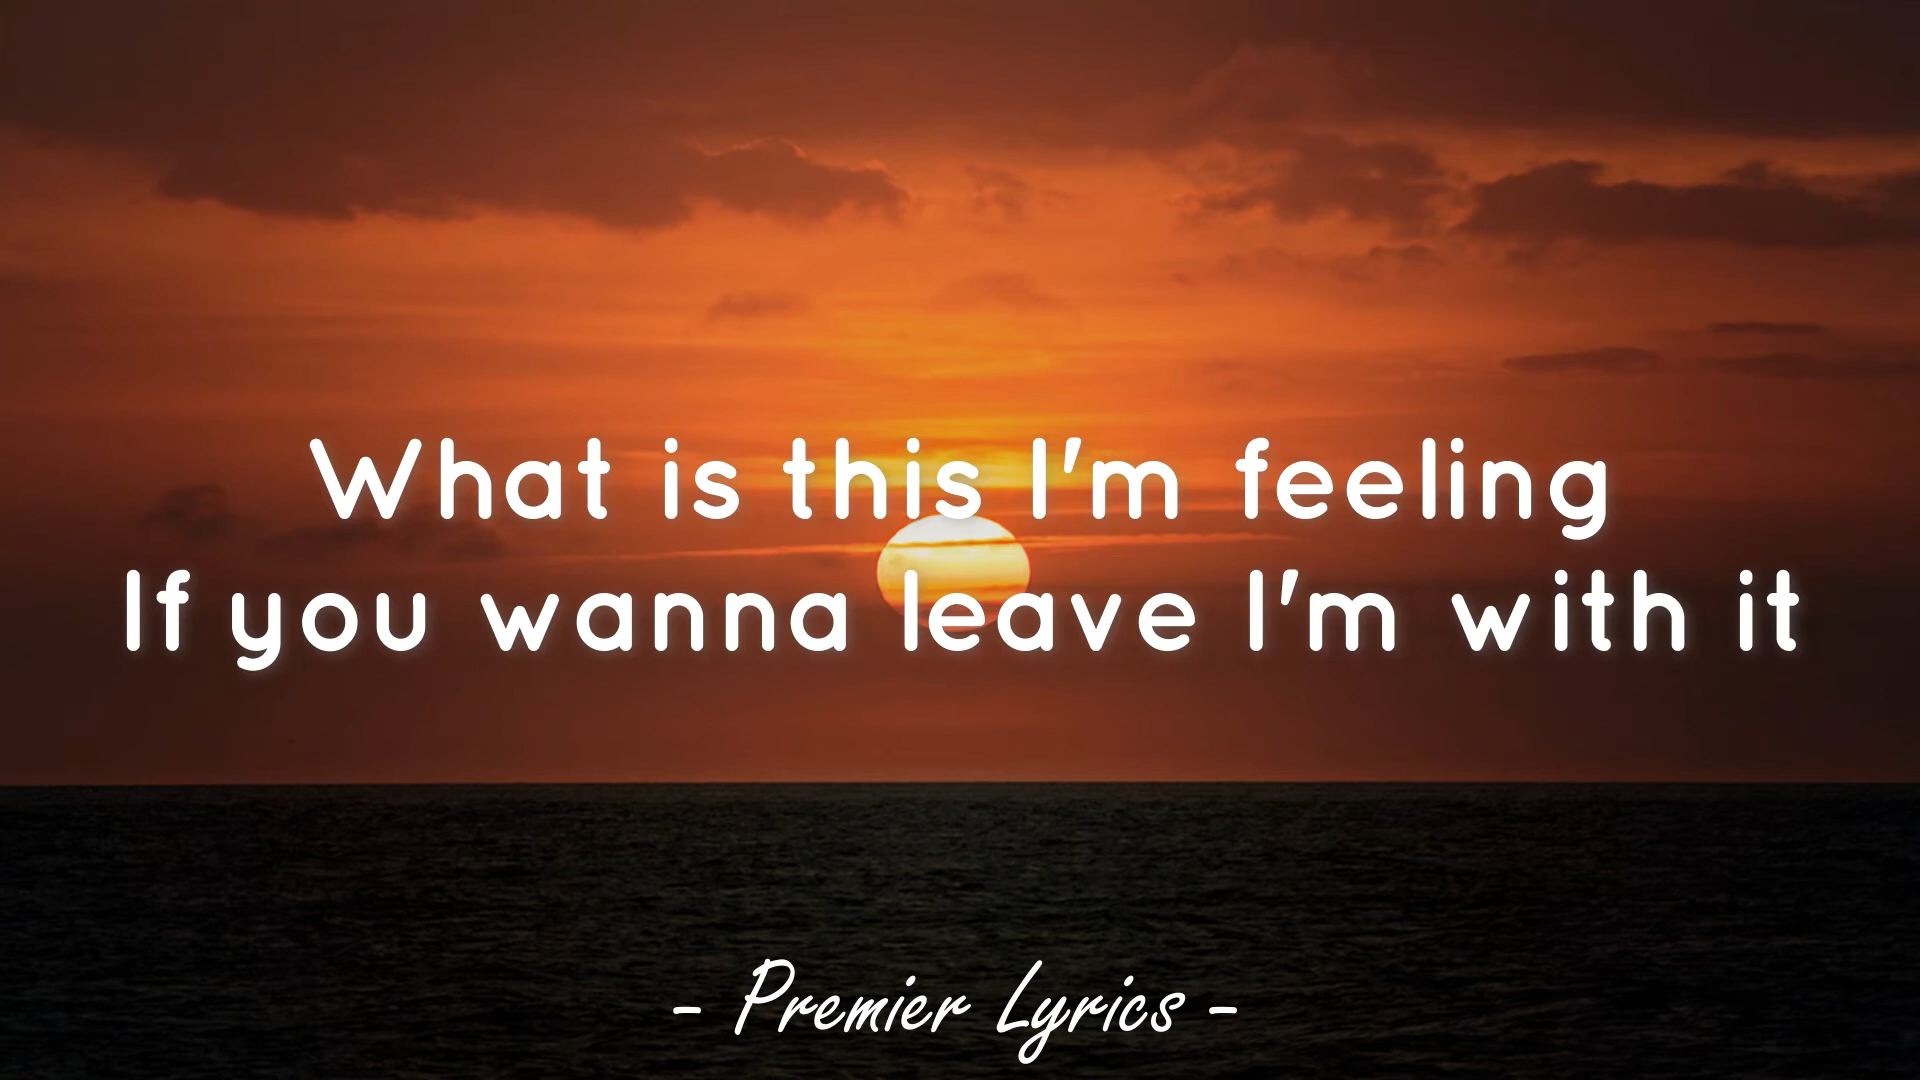 What is this I'm feeling
If you wanna leave I'm with it
- Premier Lyrics -